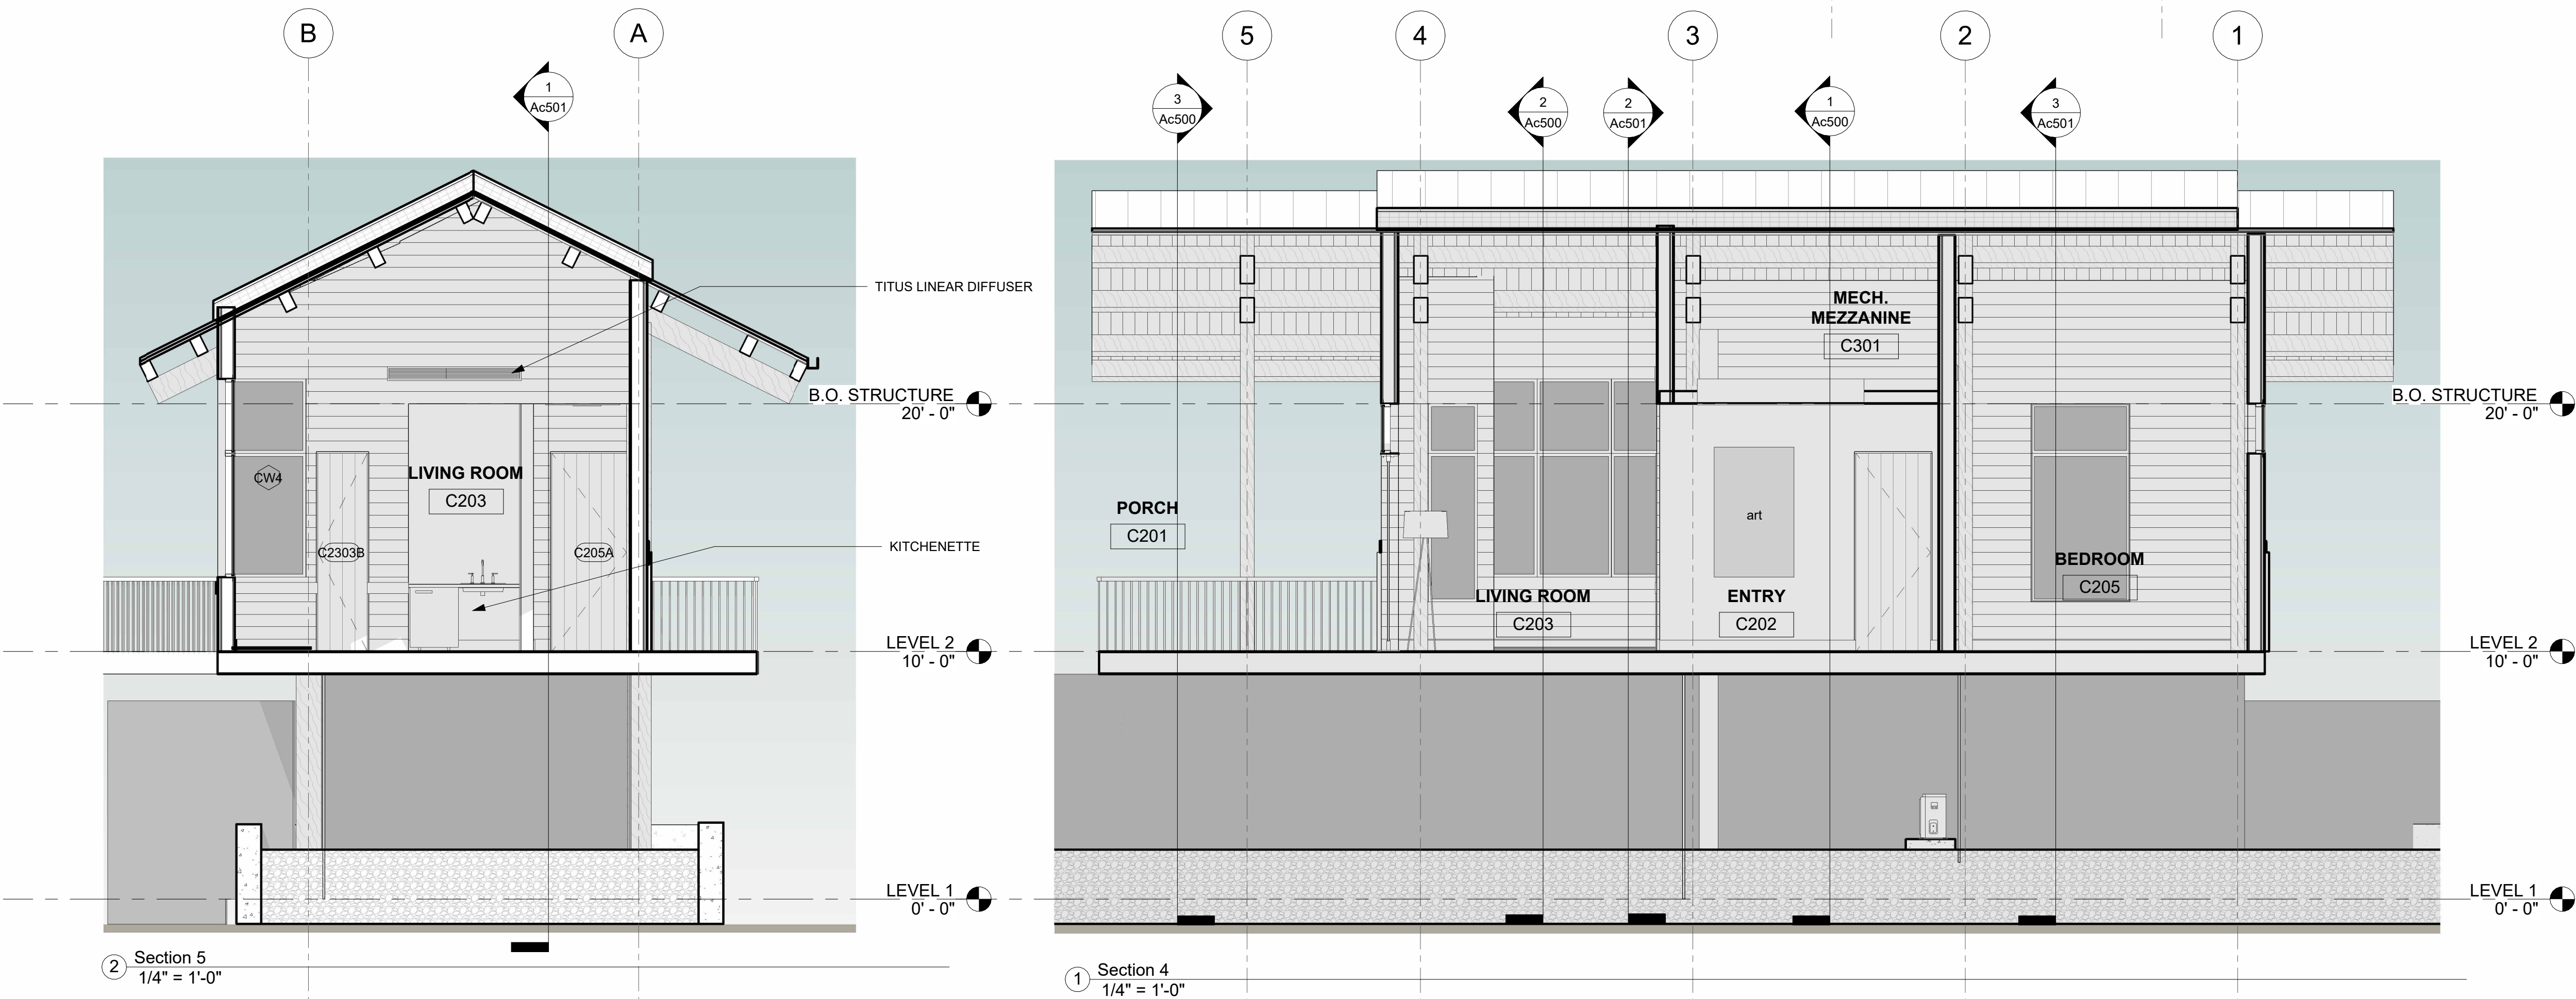 B
A
1
Ac501
TITUS LINEAR DIFFUSER
B.O. STRUCTURE
20' - 0"
CW4
LIVING ROOM
C203
C2303B
C205A
KITCHENETTE
LEVEL 2
10' - 0"
LEVEL 1
0' - 0"
2
Section 5
1/4" = 1'-0"
5
4
3
2
1
3
Ac500
2
Ac500
2
Ac501
1
Ac500
3
Ac501
MECH.
MEZZANINE
C301
B.O. STRUCTURE
20' - 0"
PORCH
C201
art
BEDROOM
C205
LIVING ROOM
C203
ENTRY
C202
LEVEL 2
10' - 0"
LEVEL 1
0' - 0"
1
Section 4
1/4" = 1'-0"